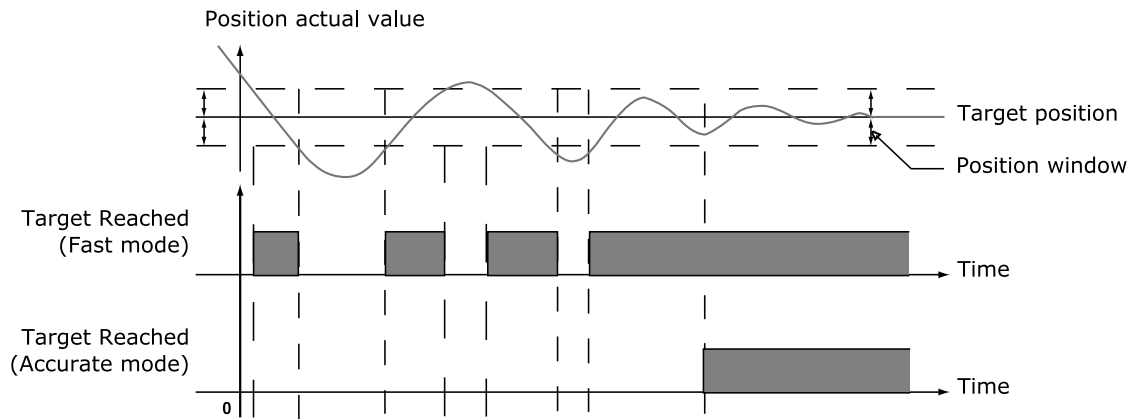 Position actual value
Target position
Position window
Target Reached
(Fast mode)
Time
Target Reached
(Accurate mode)
Time
0